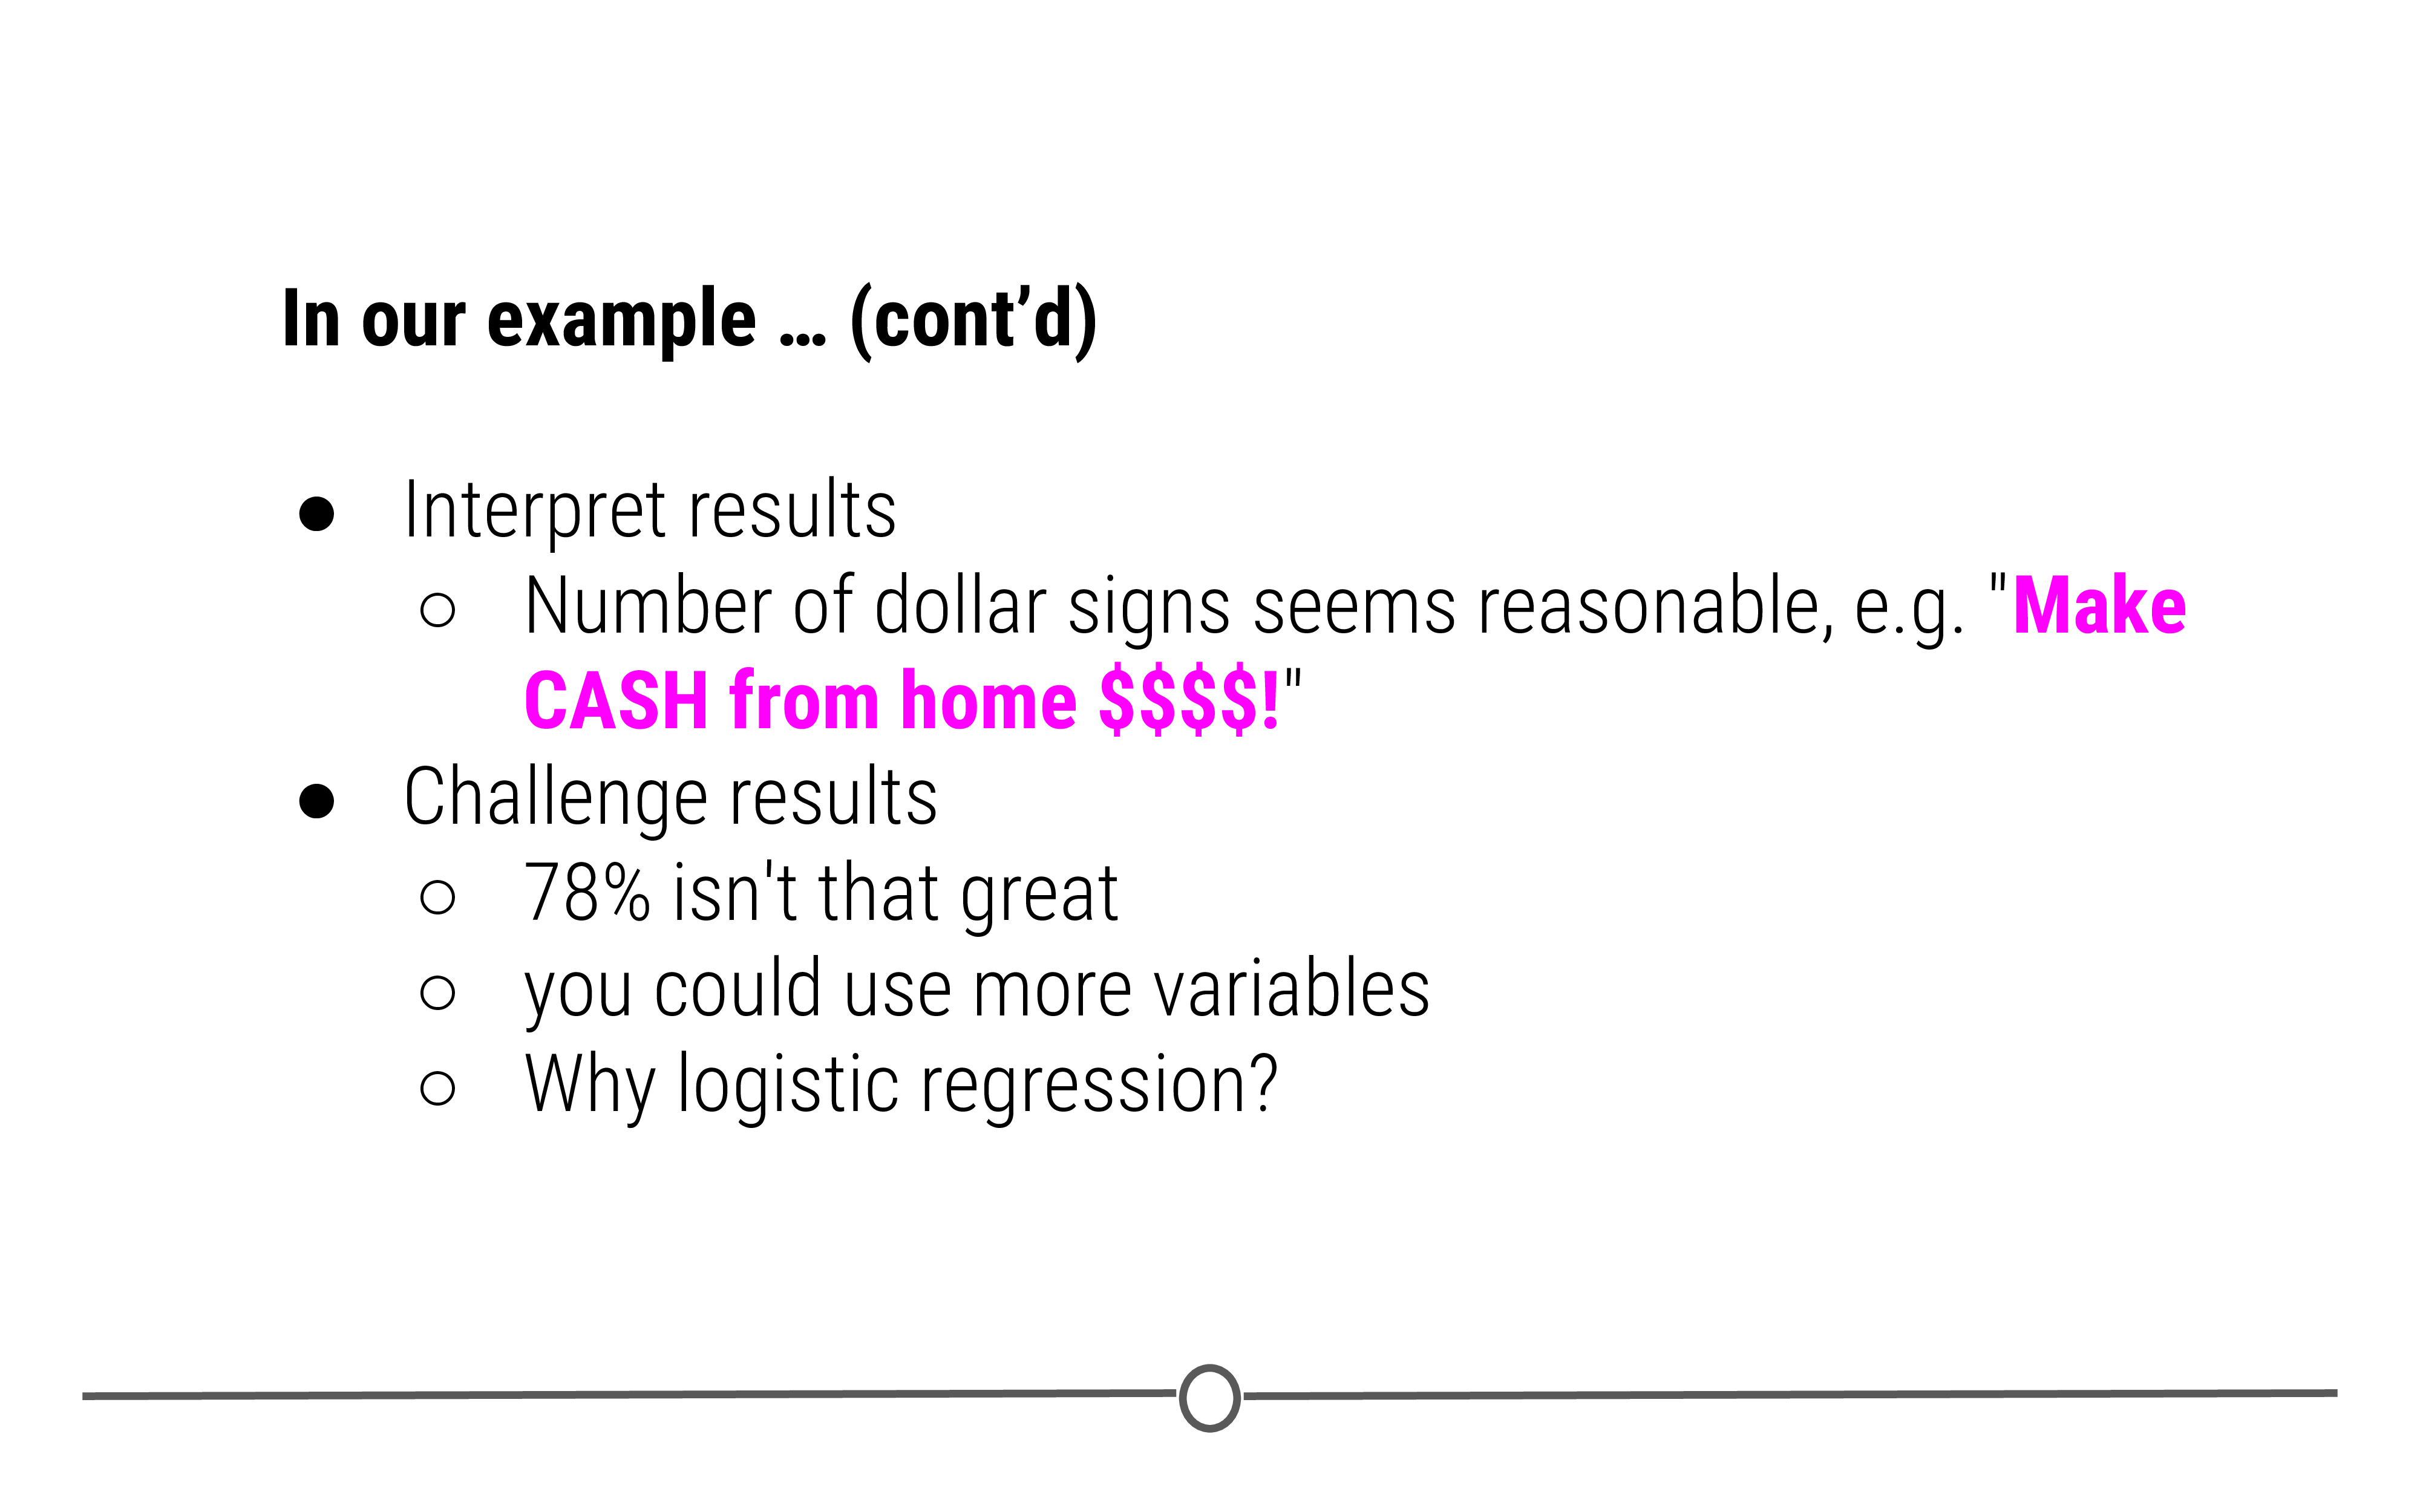 In our example … (cont’d)
● Interpret results
○ Number of dollar signs seems reasonable, e.g. "Make
CASH from home $$$$!"
● Challenge results
○ 78% isn't that great
○ you could use more variables
○ Why logistic regression?